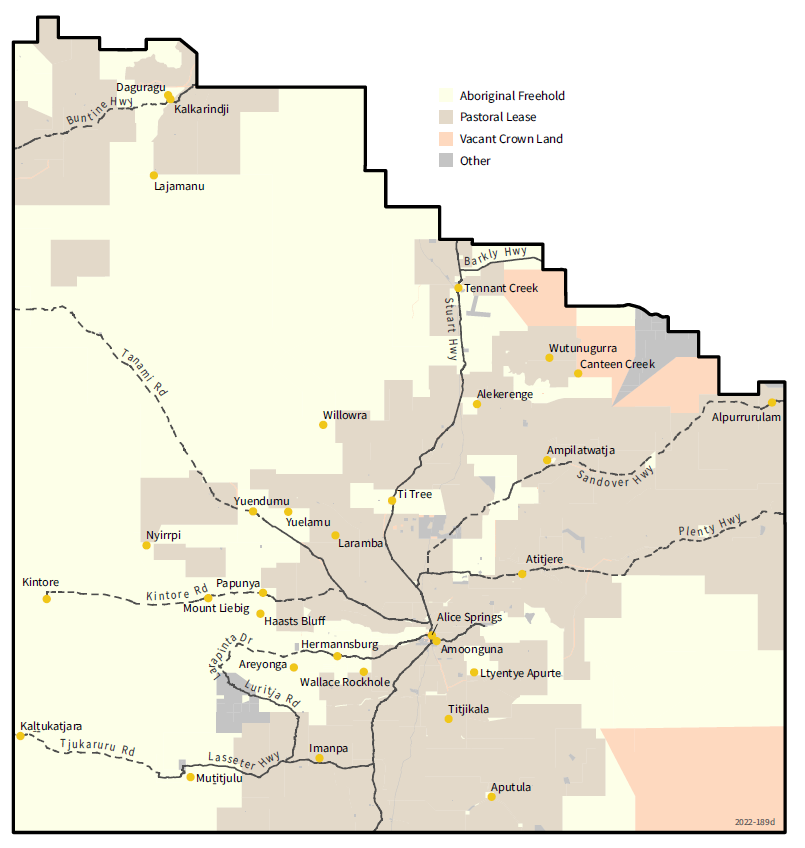 Daguragu
Buntine Hwy
Kalkarindji
Lajamanu
Aboriginal Freehold
Pastoral Lease
Vacant Crown Land
Other
Barkly Hwy
Tennant Creek
Stuart Hwy
Wutunugurra
Canteen Creek
Tanami Rd
Alekerenge
Alpurrurulam
Willowra
Ampilatwatja
Sandover Hwy
Ti Tree
Yuendumu
Yuelamu
Plenty Hwy
Nyirrpi
Laramba
Atitjere
Kintore
Papunya
Kintore Rd
Mount Liebig
Haasts Bluff
Alice Springs
Larapinta Dr
Hermannsburg
Amoonguna
Areyonga
Ltyentye Apurte
Wallace Rockhole
Luritja Rd
Titjikala
Kaltukatjara
Tjukaruru Rd
Imanpa
Lasseter Hwy
Muṯitjulu
Aputula
2022-189d